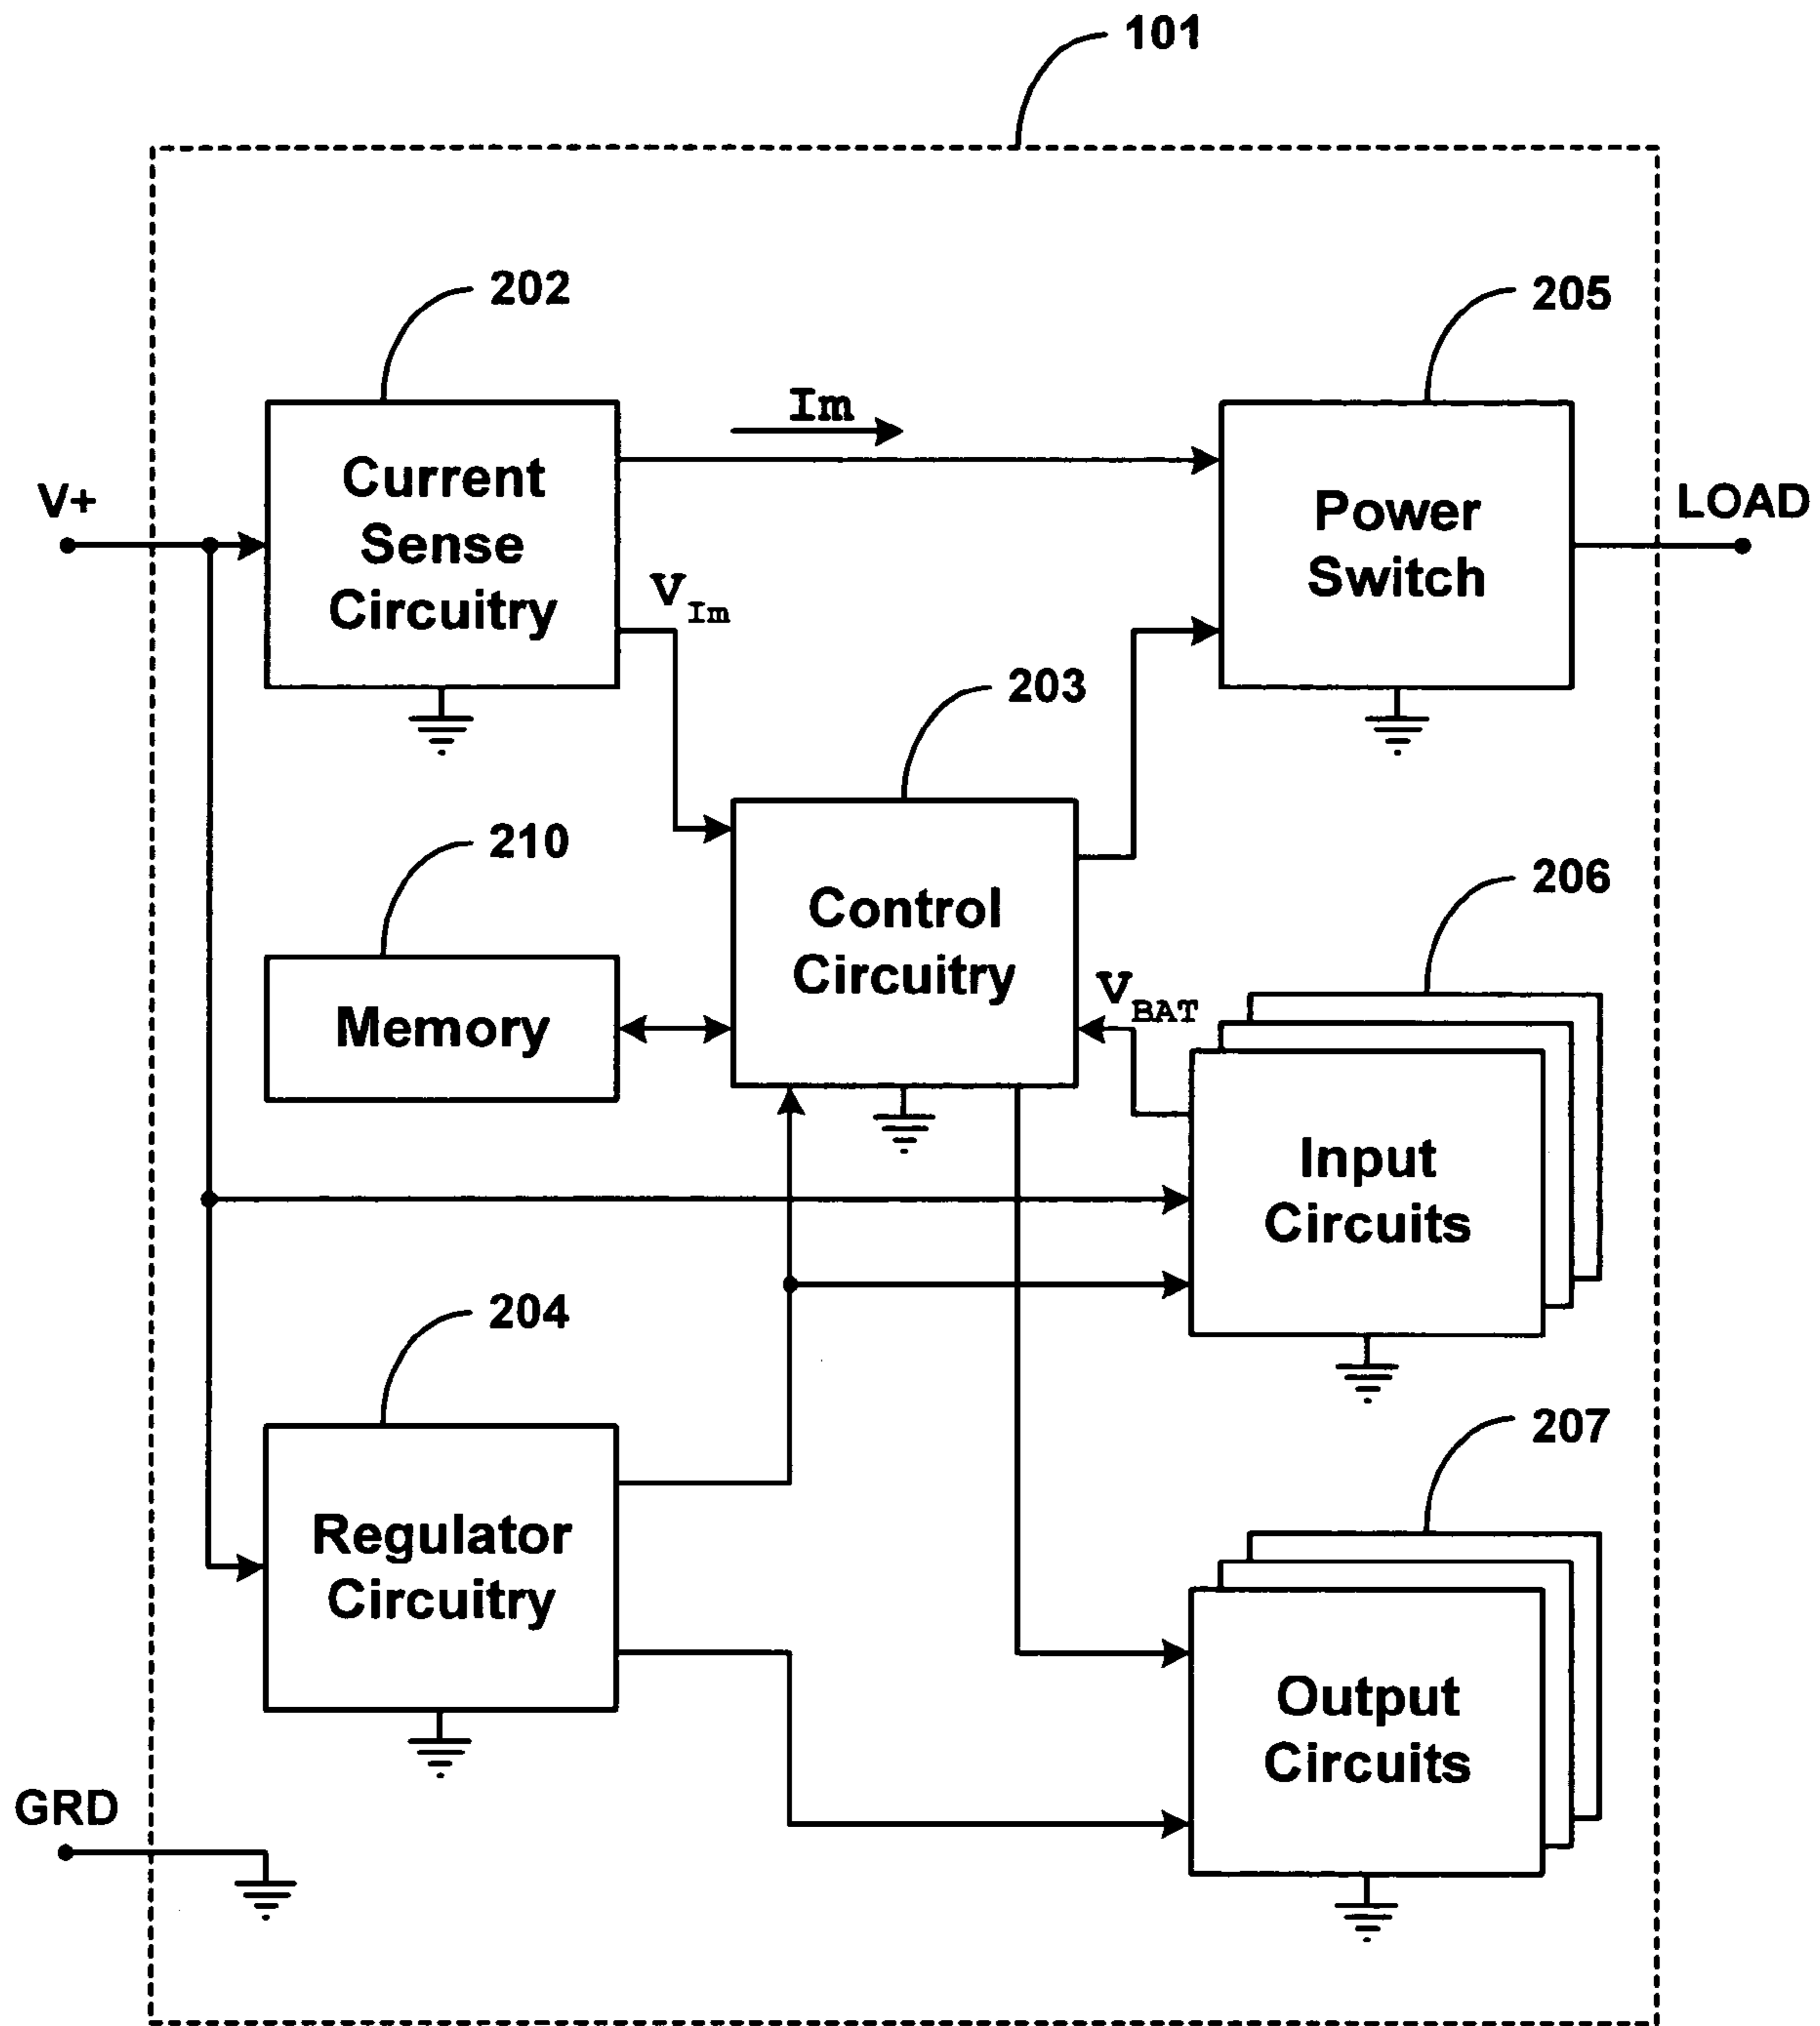 101
202
205
Im
Current
Sense
Circuitry
V+
Power
Switch
LOAD
VIm
203
210
Control
Circuitry
206
Memory
VBAT
Input
Circuits
204
207
Regulator
Circuitry
Output
Circuits
GRD